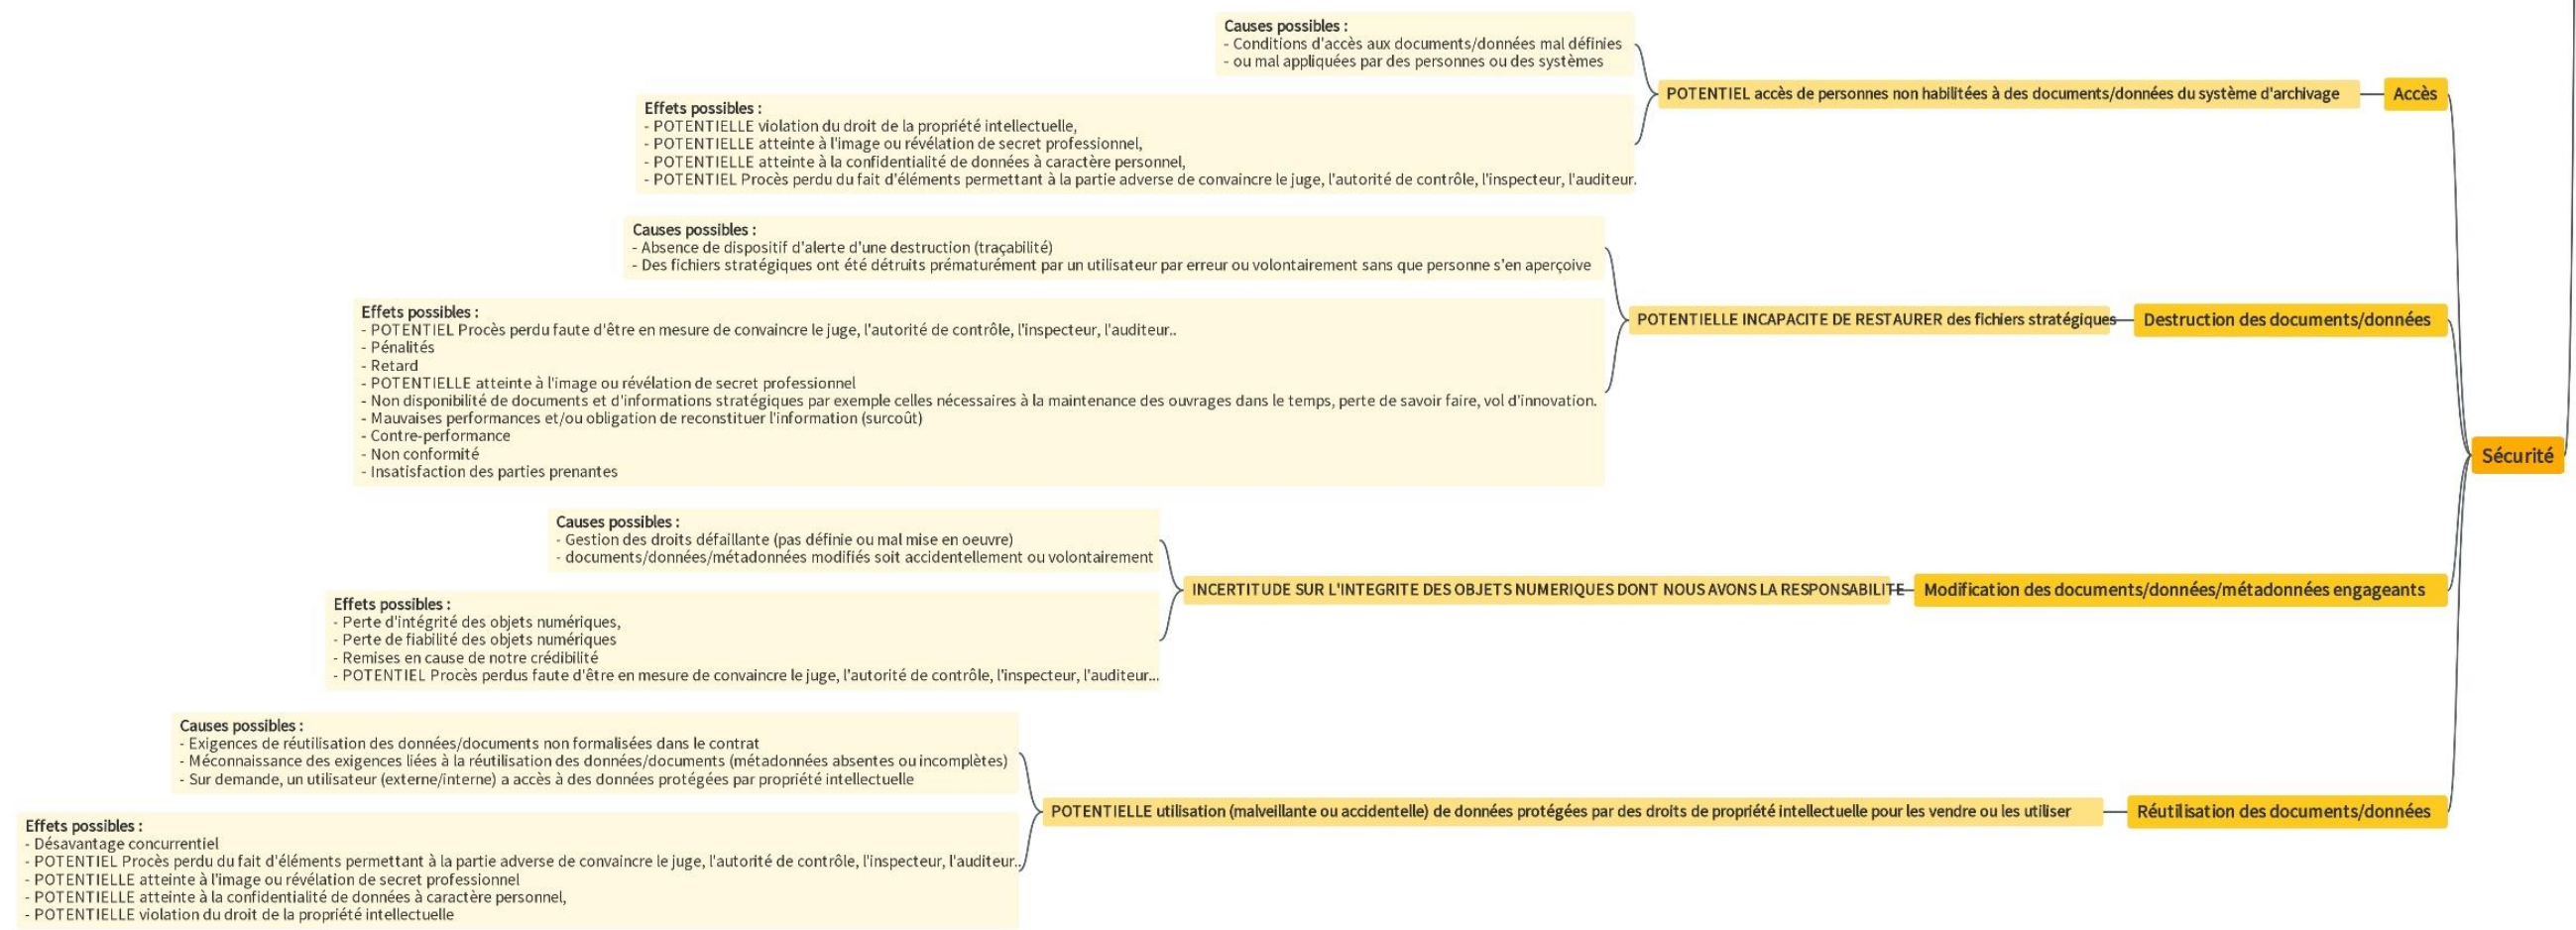 Causes possibles :
- Conditions d'accès aux documents/données mal définies
- ou mal appliquées par des personnes ou des systèmes
POTENTIEL accès de personnes non habilitées à des documents/données du système d'archivage
Accès
Effets possibles :
- POTENTIELLE violation du droit de la propriété intellectuelle,
- POTENTIELLE atteinte à l'image ou révélation de secret professionnel,
- POTENTIELLE atteinte à la confidentialité de données à caractère personnel,
- POTENTIEL Procès perdu du fait d'éléments permettant à la partie adverse de convaincre le juge, l'autorité de contrôle, l'inspecteur, l'auditeur.
Causes possibles :
- Absence de dispositif d'alerte d'une destruction (traçabilité)
- Des fichiers stratégiques ont été détruits prématurément par un utilisateur par erreur ou volontairement sans que personne s'en aperçoive
POTENTIELLE INCAPACITE DE RESTAURER des fichiers stratégiques
Destruction des documents/données
Effets possibles :
- POTENTIEL Procès perdu faute d'être en mesure de convaincre le juge, l'autorité de contrôle, l'inspecteur, l'auditeur..
- Pénalités
- Retard
- POTENTIELLE atteinte à l'image ou révélation de secret professionnel
- Non disponibilité de documents et d'informations stratégiques par exemple celles nécessaires à la maintenance des ouvrages dans le temps, perte de savoir faire, vol d'innovation.
- Mauvaises performances et/ou obligation de reconstituer l'information (surcoût)
- Contre-performance
- Non conformité
- Insatisfaction des parties prenantes
Sécurité
Causes possibles :
- Gestion des droits défaillante (pas définie ou mal mise en oeuvre)
- documents/données/métadonnées modifiés soit accidentellement ou volontairement
INCERTITUDE SUR L'INTEGRITE DES OBJETS NUMERIQUES DONT NOUS AVONS LA RESPONSABILITE
Modification des documents/données/métadonnées engageants
Effets possibles :
- Perte d'intégrité des objets numériques,
- Perte de fiabilité des objets numériques
- Remises en cause de notre crédibilité
- POTENTIEL Procès perdus faute d'être en mesure de convaincre le juge, l'autorité de contrôle, l'inspecteur, l'auditeur...
Causes possibles :
- Exigences de réutilisation des données/documents non formalisées dans le contrat
- Méconnaissance des exigences liées à la réutilisation des données/documents (métadonnées absentes ou incomplètes)
- Sur demande, un utilisateur (externe/interne) a accès à des données protégées par propriété intellectuelle
POTENTIELLE utilisation (malveillante ou accidentelle) de données protégées par des droits de propriété intellectuelle pour les vendre ou les utiliser
Réutilisation des documents/données
Effets possibles :
- Désavantage concurrentiel
- POTENTIEL Procès perdu du fait d'éléments permettant à la partie adverse de convaincre le juge, l'autorité de contrôle, l'inspecteur, l'auditeur..
- POTENTIELLE atteinte à l'image ou révélation de secret professionnel
- POTENTIELLE atteinte à la confidentialité de données à caractère personnel,
- POTENTIELLE violation du droit de la propriété intellectuelle